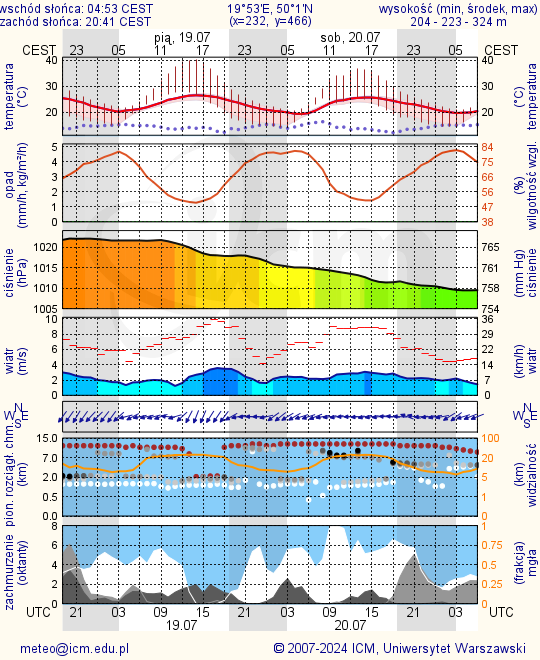 wschód słońca: 04:53 CEST 19°53'E, 50°1'N wysokość (min, środek, max)
zachód słońca: 20:41 CEST (x=232, y=466) 204 - 223 - 324 m
pią, 19.07 sob, 20.07
CEST 23 05 11 17 23 05 11 17 23 05 CEST
temperatura
(°C)
40 40
30 30
20 20
temperatura
(°C)
opad
(mm/h, kg/m²/h)
5 84
4 75
3 66
2 56
1 47
0 38
wilgotność wzgl.
(%)
ciśnienie
(hPa)
1020 765
1015 761
1010 758
1005 754
ciśnienie
(mm Hg)
wiatr
(m/s)
10 36
8 29
6 22
4 14
2 7
0 0
wiatr
(km/h)
N N
W E W E
S S
pion. rozciągł. chm.
(km)
15.0 100
7.0 20
2.0 5
0.5 1
0.0 0
widzialność
(km)
zachmurzenie
(oktanty)
8 1
6 0.75
4 0.5
2 0.25
0 0
(frakcja)
mgła
UTC 21 03 09 15 21 03 09 15 21 03 UTC
19.07 20.07
meteo@icm.edu.pl © 2007-2024 ICM, Uniwersytet Warszawski